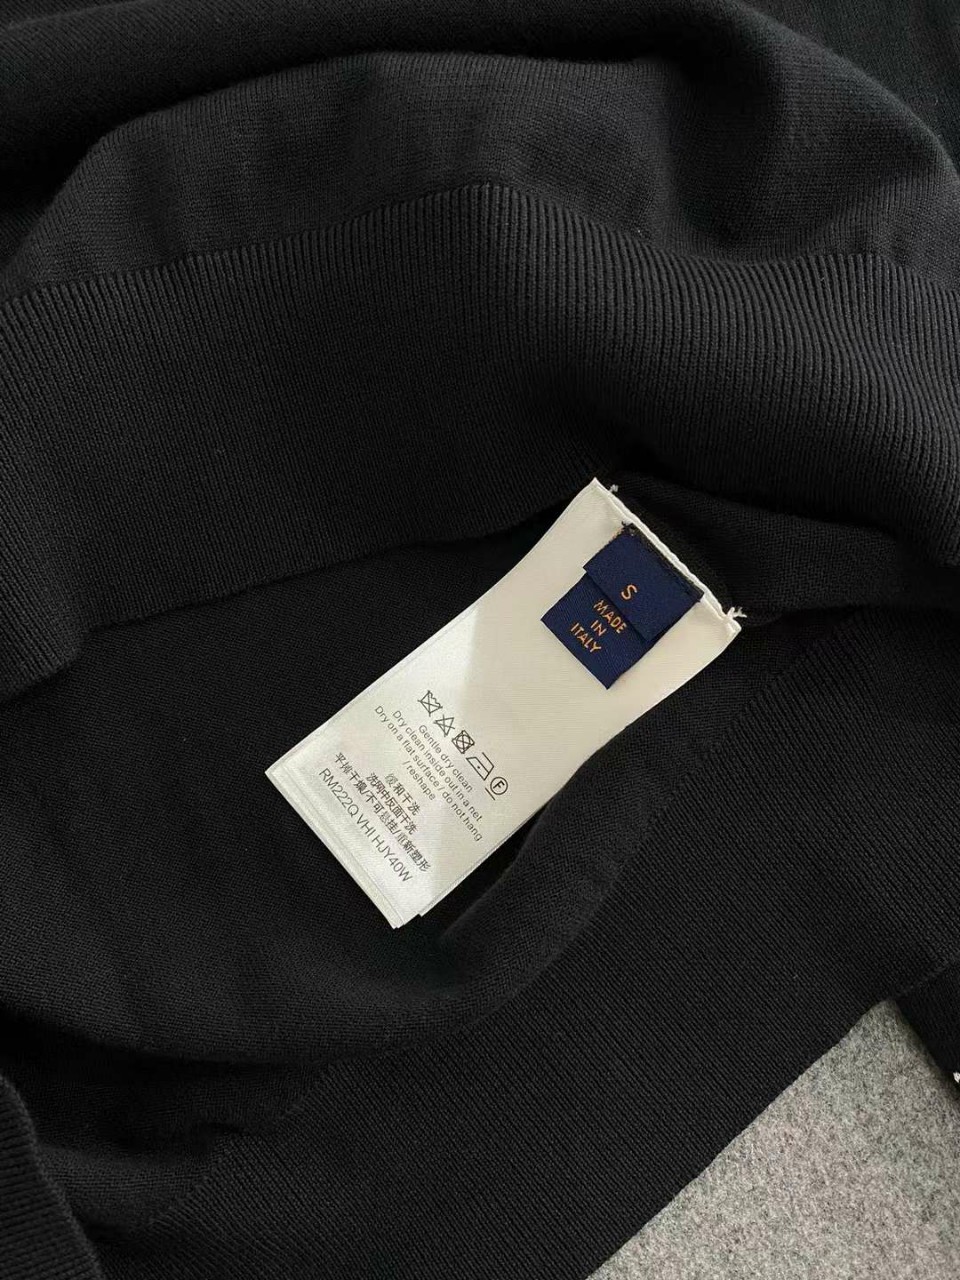 S
MADE
IN
ITALY
F
Gentle dry clean
Dry clean inside out in a net
Dry on a flat surface / do not hang
/ reshape
缓和干洗
洗网中反面干洗
平摊干燥/不可悬挂/重新塑形
RM222Q VHI HJY40W